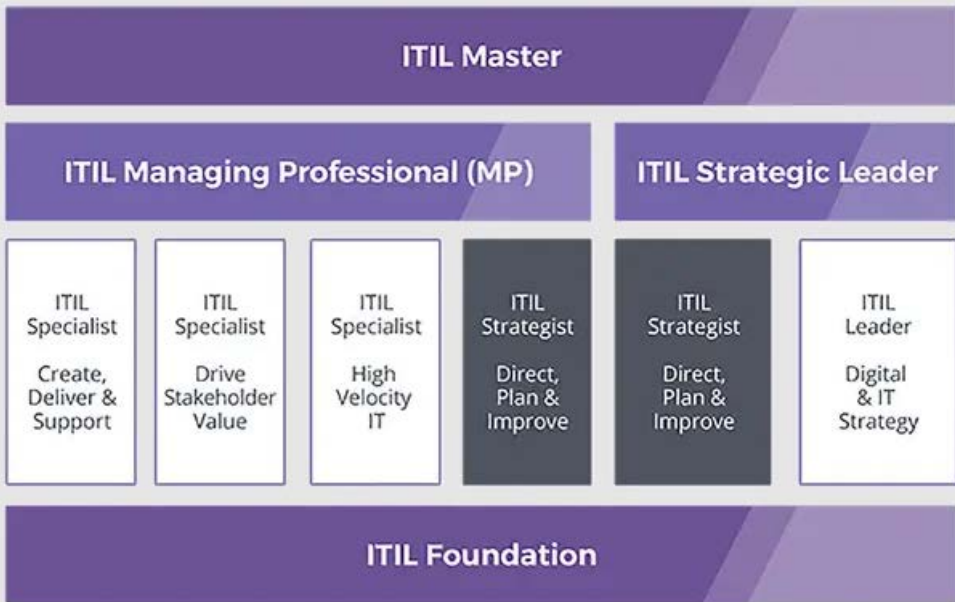 ITIL Master
ITIL Managing Professional (MP)
ITIL Strategic Leader
ITIL
Specialist
Create,
Deliver &
Support
ITIL
Specialist
Drive
Stakeholder
Value
ITIL
Specialist
High
Velocity
IT
ITIL
Strategist
Direct,
Plan &
Improve
ITIL
Strategist
Direct,
Plan &
Improve
ITIL
Leader
Digital
& IT
Strategy
ITIL Foundation